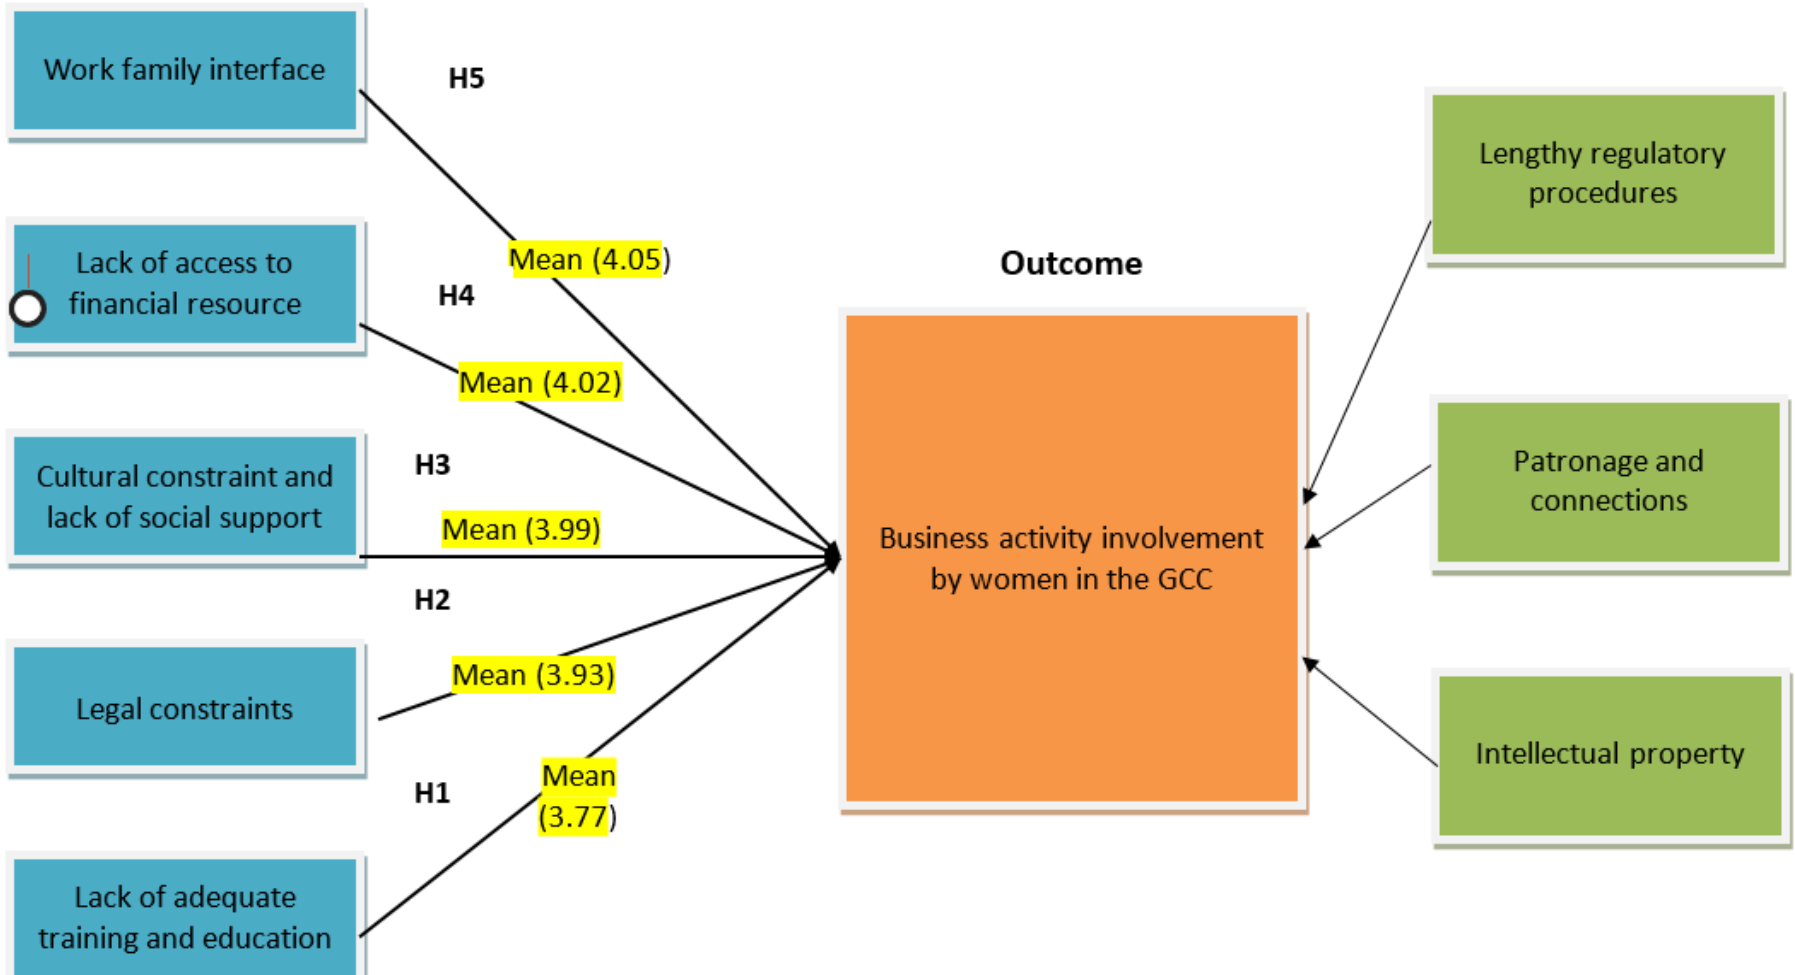 Work family interface
H5
Mean (4.05)
Lack of access to
financial resource
H4
Mean (4.02)
Cultural constraint and
lack of social support
H3
Mean (3.99)
H2
Legal constraints
Mean (3.93)
H1
Mean
(3.77)
Lack of adequate
training and education
Outcome
Business activity involvement
by women in the GCC
Lengthy regulatory
procedures
Patronage and
connections
Intellectual property